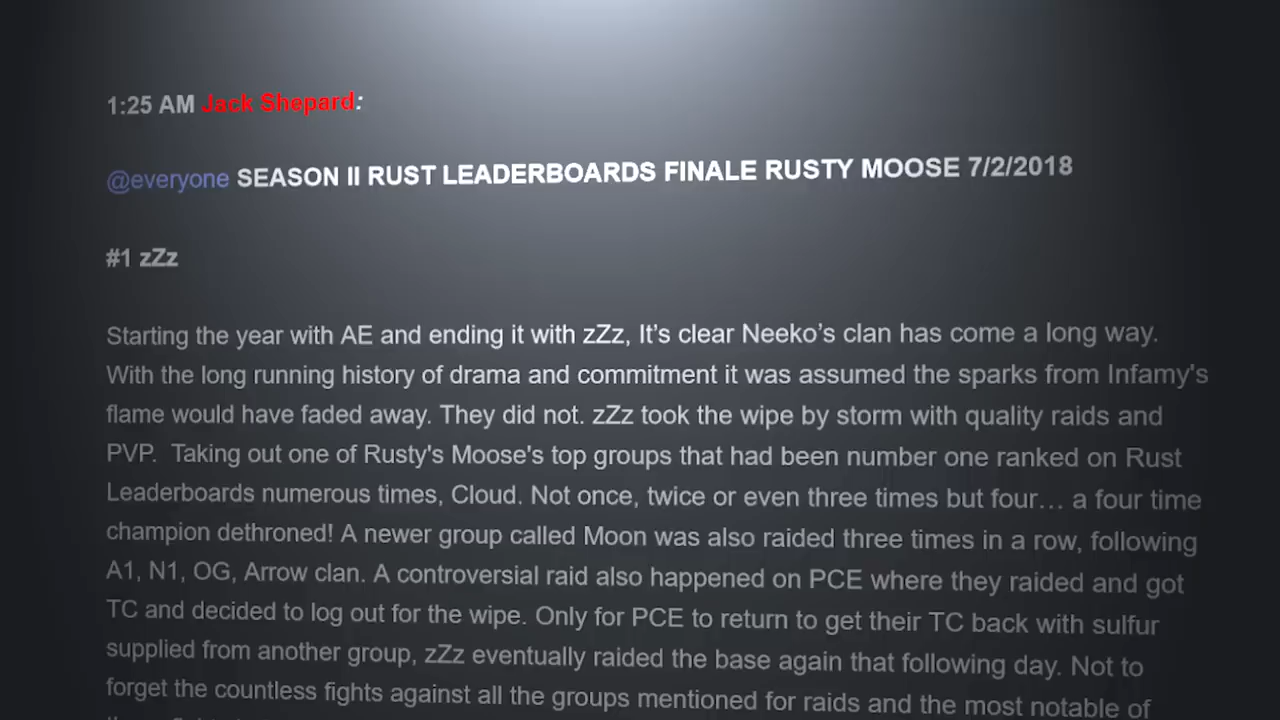 1:25 AM Jack Shepard:
@everyone SEASON II RUST LEADERBOARDS FINALE RUSTY MOOSE 7/2/2018
#1 zZz
Starting the year with AE and ending it with zZz, It’s clear Neeko’s clan has come a long way.
With the long running history of drama and commitment it was assumed the sparks from Infamy's
flame would have faded away. They did not. zZz took the wipe by storm with quality raids and
PVP.  Taking out one of Rusty's Moose's top groups that had been number one ranked on Rust
Leaderboards numerous times, Cloud. Not once, twice or even three times but four… a four time
champion dethroned! A newer group called Moon was also raided three times in a row, following
A1, N1, OG, Arrow clan. A controversial raid also happened on PCE where they raided and got
TC and decided to log out for the wipe. Only for PCE to return to get their TC back with sulfur
supplied from another group, zZz eventually raided the base again that following day. Not to
forget the countless fights against all the groups mentioned for raids and the most notable of